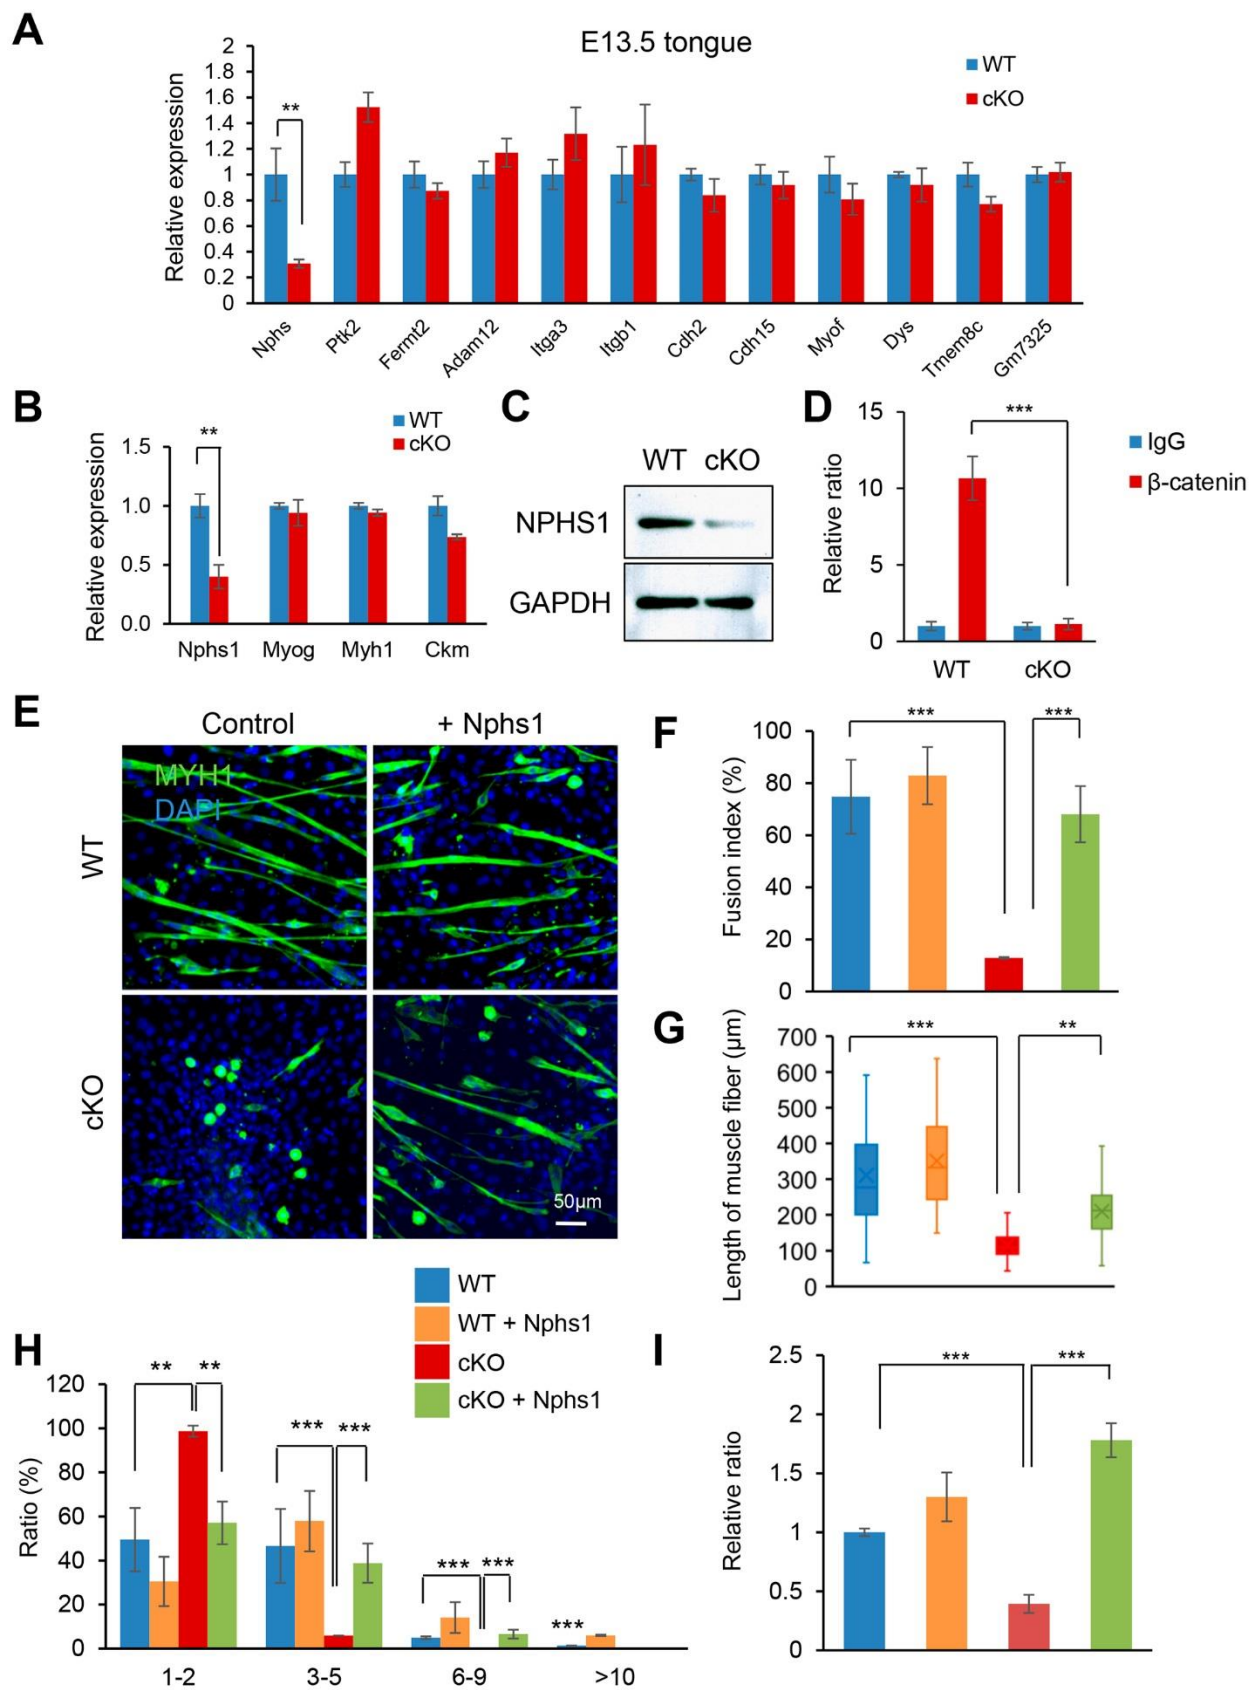 A
E13.5 tongue
WT
cKO
Relative expression
2
1.8
1.6
1.4
1.2
1
0.8
0.6
0.4
0.2
0
**
Nphs
Ptk2
Fermt2
Adam12
Itga3
Itgb1
Cdh2
Cdh15
Myof
Dys
Tmem8c
Gm7325
B
WT
cKO
Relative expression
1.5
1.0
0.5
0.0
**
Nphs1
Myog
Myh1
Ckm
C
WT cKO
NPHS1
GAPDH
D
Relative ratio
15
10
5
0
***
WT
cKO
IgG
β-catenin
E
Control
+ Nphs1
MYH1
DAPI
WT
cKO
50μm
F
Fusion index (%)
100
80
60
40
20
0
***
***
G
Length of muscle fiber (μm)
700
600
500
400
300
200
100
0
***
**
WT
WT + Nphs1
cKO
cKO + Nphs1
H
Ratio (%)
120
100
80
60
40
20
0
**
**
***
***
***
***
***
1-2
3-5
6-9
>10
I
Relative ratio
2.5
2
1.5
1
0.5
0
***
***